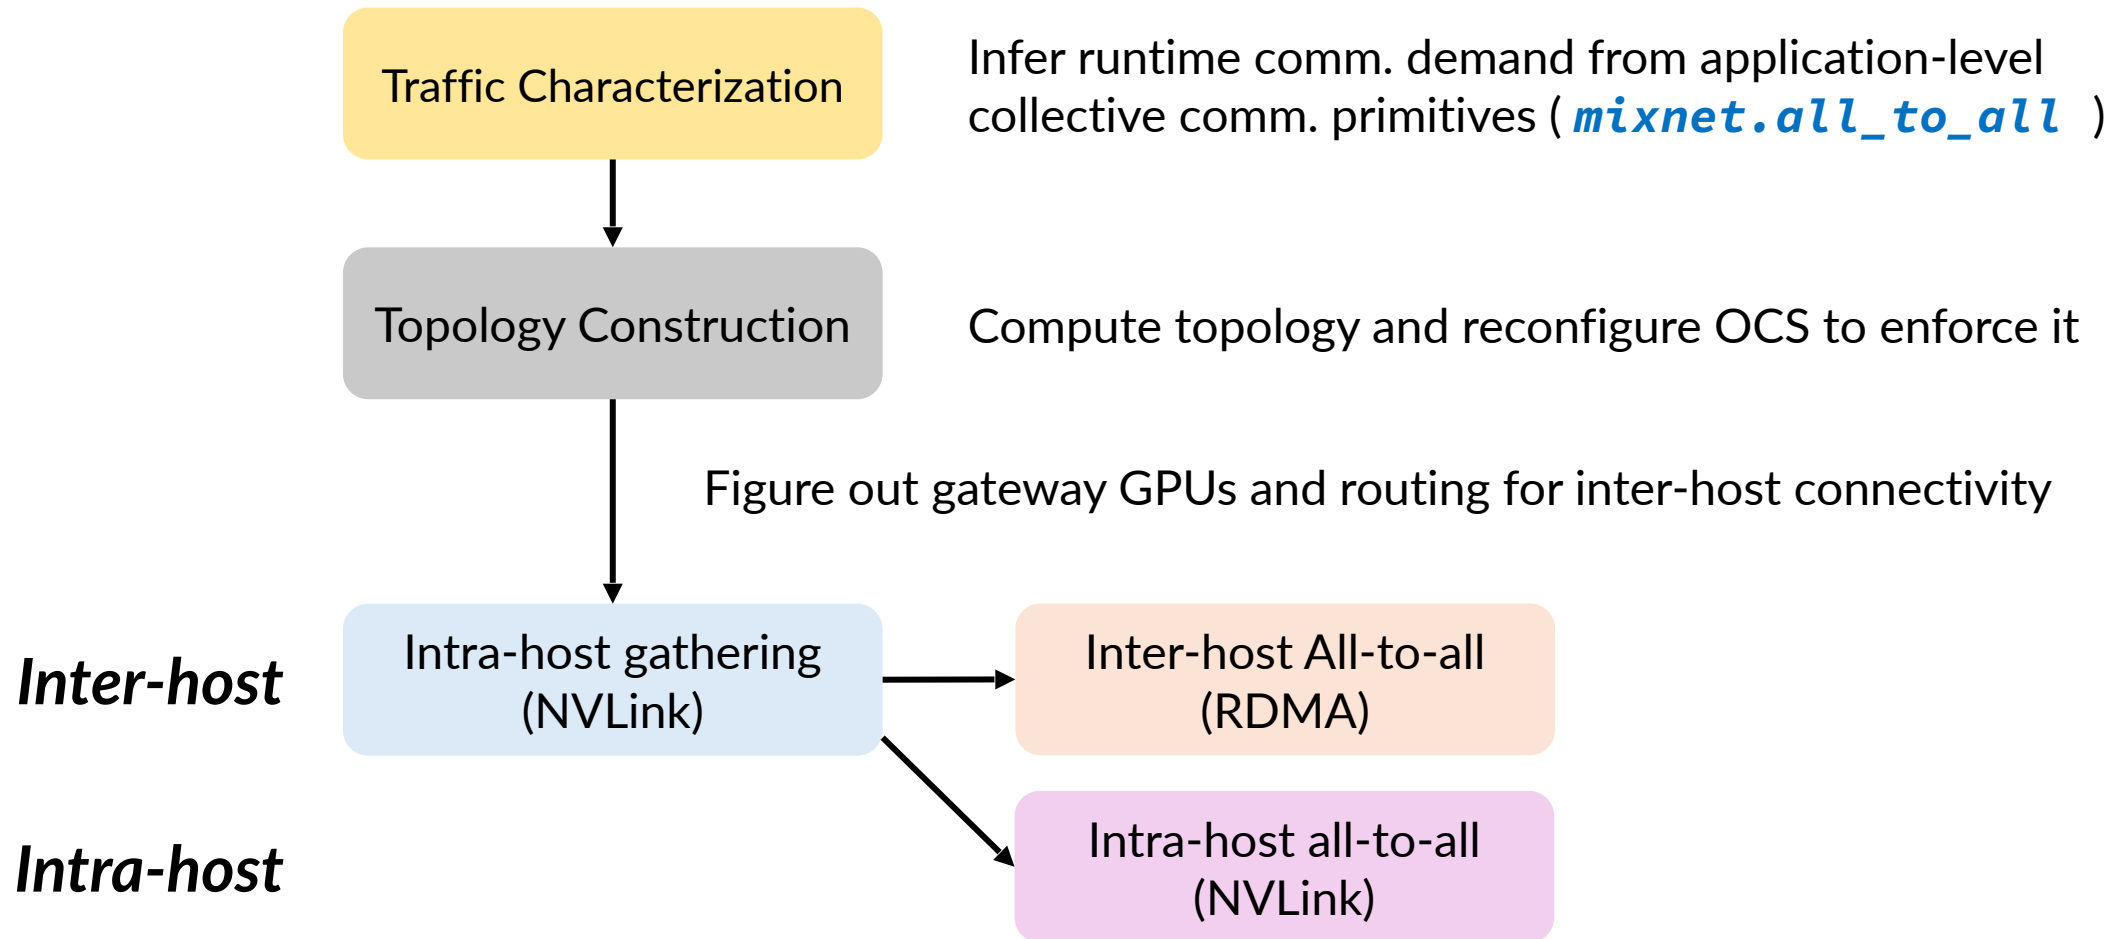 Traffic Characterization
Infer runtime comm. demand from application-level
collective comm. primitives ( mixnet.all_to_all )
Topology Construction
Compute topology and reconfigure OCS to enforce it
Figure out gateway GPUs and routing for inter-host connectivity
Inter-host
Intra-host gathering
(NVLink)
Inter-host All-to-all
(RDMA)
Intra-host
Intra-host all-to-all
(NVLink)